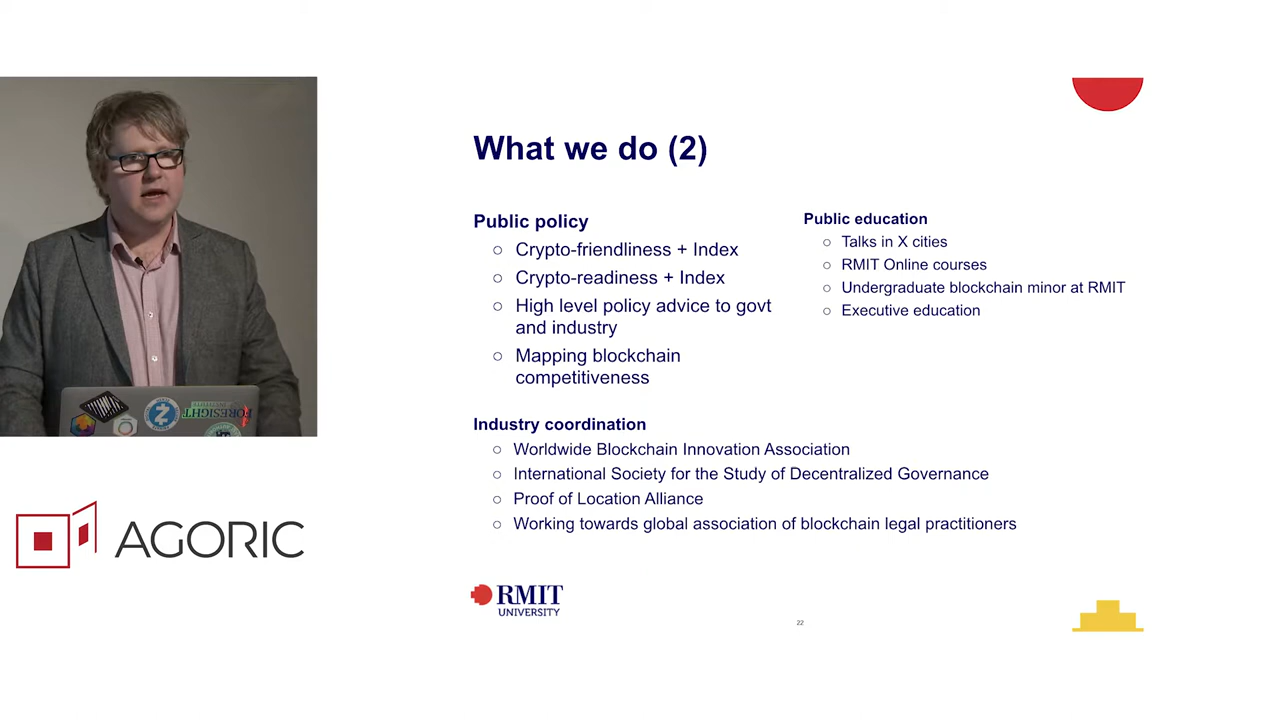 What we do (2)
Public policy
○ Crypto-friendliness + Index
○ Crypto-readiness + Index
○ High level policy advice to govt
and industry
○ Mapping blockchain
competitiveness
Public education
○ Talks in X cities
○ RMIT Online courses
○ Undergraduate blockchain minor at RMIT
○ Executive education
Industry coordination
○ Worldwide Blockchain Innovation Association
○ International Society for the Study of Decentralized Governance
○ Proof of Location Alliance
○ Working towards global association of blockchain legal practitioners
FORESIGHT
AGORIC
RMIT
UNIVERSITY
22